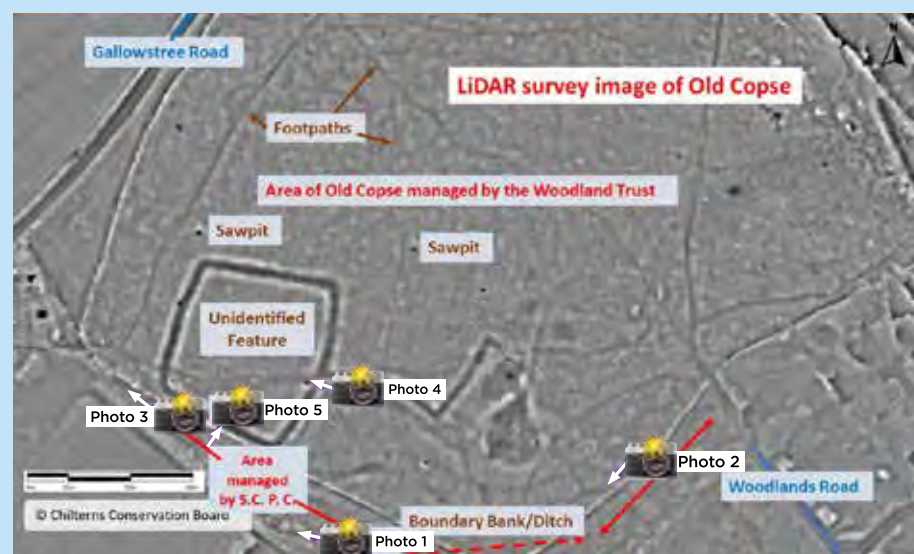 N
Gallowstree Road
LiDAR survey image of Old Copse
Footpaths
Area of Old Copse managed by the Woodland Trust
Sawpit
Sawpit
Unidentified
Feature
Photo 4
Photo 3
Photo 5
Photo 2
Area
managed
by S.C. P. C.
Woodlands Road
© Chilterns Conservation Board
Boundary Bank/Ditch
Photo 1